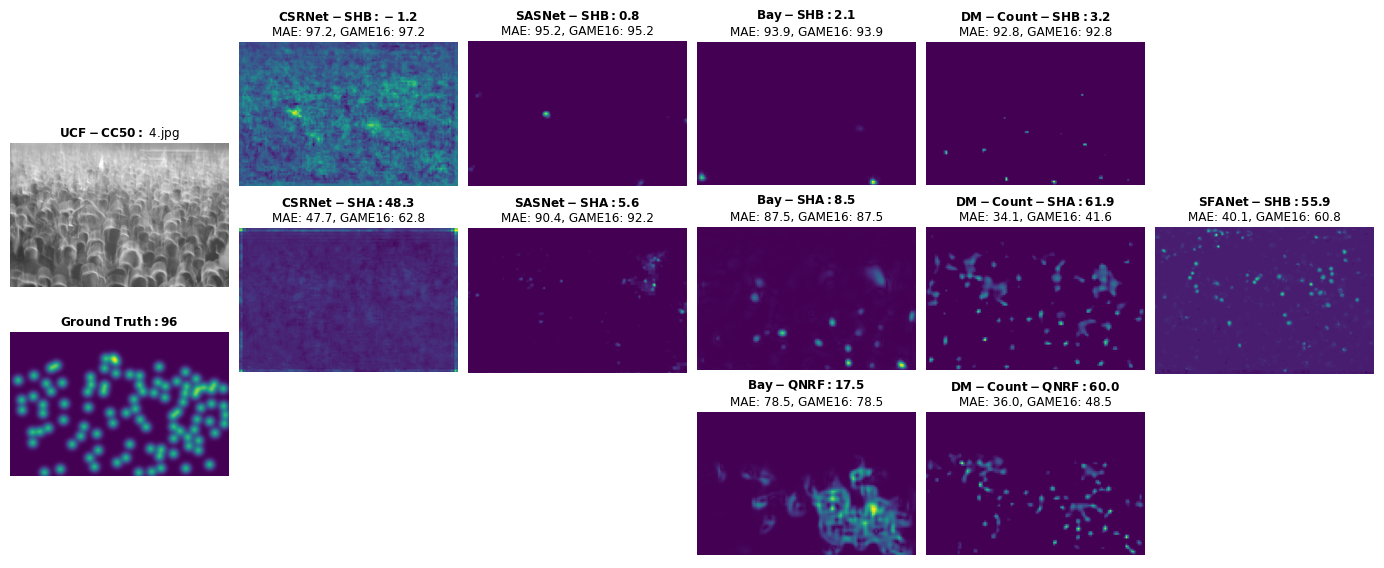 CSRNet − SHB: − 1.2
MAE: 97.2, GAME16: 97.2
SASNet − SHB: 0.8
MAE: 95.2, GAME16: 95.2
Bay − SHB: 2.1
MAE: 93.9, GAME16: 93.9
DM − Count − SHB: 3.2
MAE: 92.8, GAME16: 92.8
UCF − CC50: 4.jpg
CSRNet − SHA: 48.3
MAE: 47.7, GAME16: 62.8
SASNet − SHA: 5.6
MAE: 90.4, GAME16: 92.2
Bay − SHA: 8.5
MAE: 87.5, GAME16: 87.5
DM − Count − SHA: 61.9
MAE: 34.1, GAME16: 41.6
SFANet − SHB: 55.9
MAE: 40.1, GAME16: 60.8
Ground Truth: 96
Bay − QNRF: 17.5
MAE: 78.5, GAME16: 78.5
DM − Count − QNRF: 60.0
MAE: 36.0, GAME16: 48.5